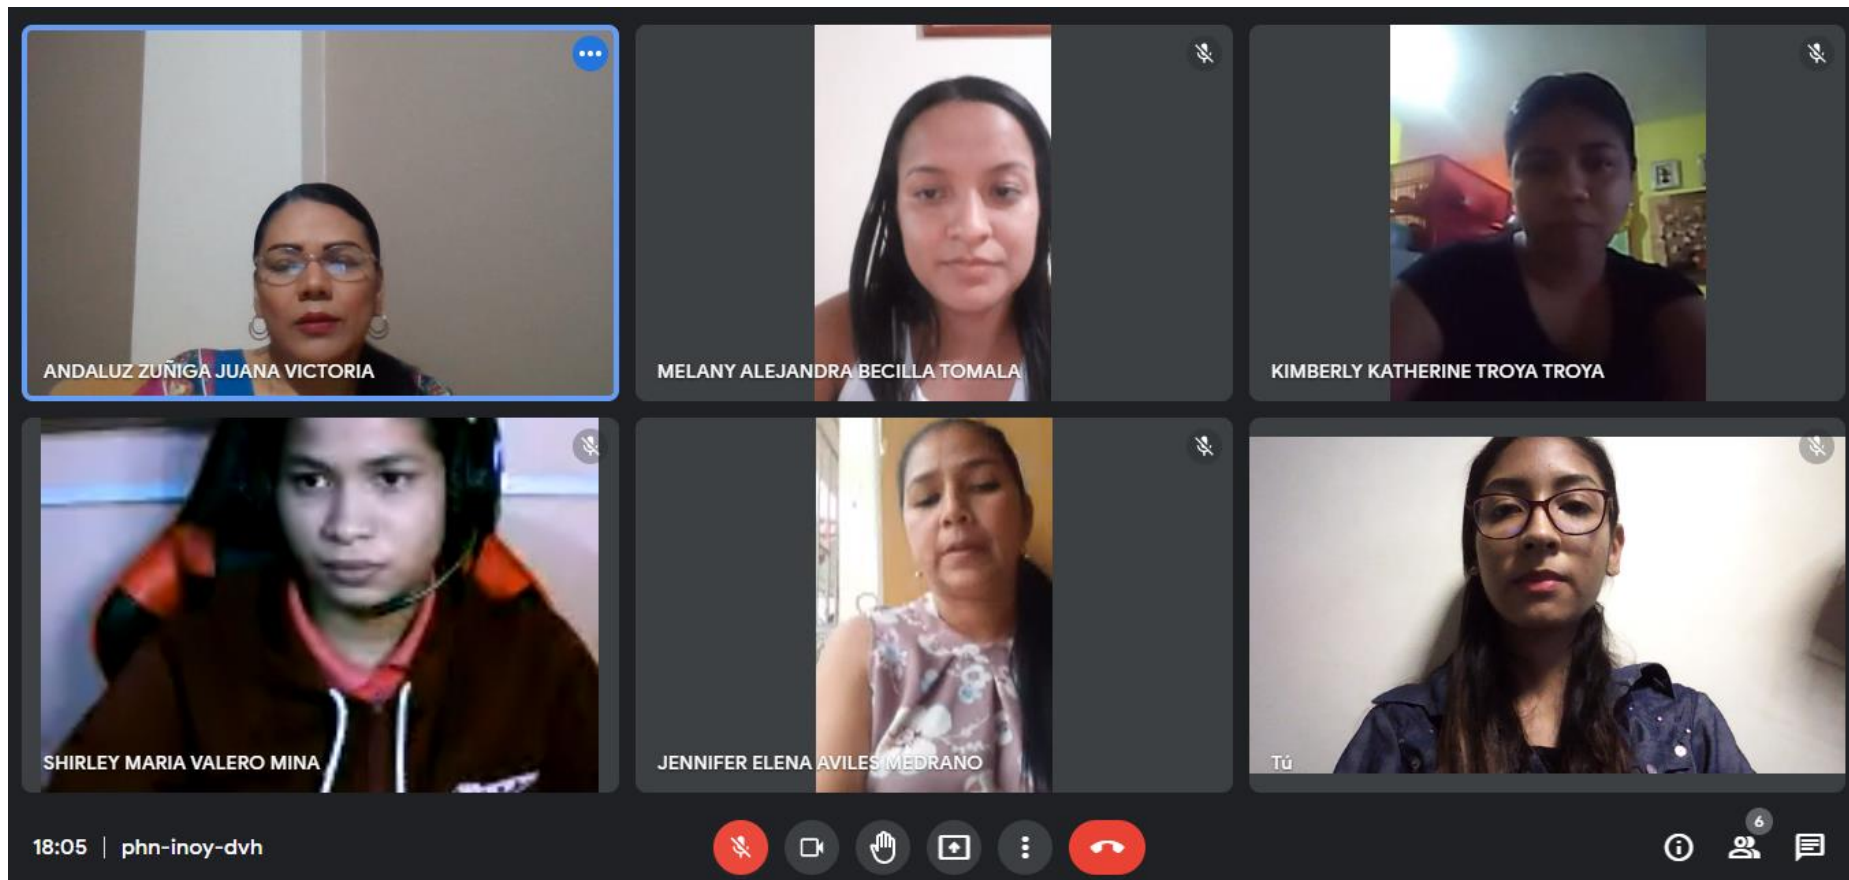 ANDALUZ ZUÑIGA JUANA VICTORIA
MELANY ALEJANDRA BECILLA TOMALA
KIMBERLY KATHERINE TROYA TROYA
SHIRLEY MARIA VALERO MINA
JENNIFER ELENA AVILES MEDRANO
Tú
18:05 | phn-inoy-dvh
6